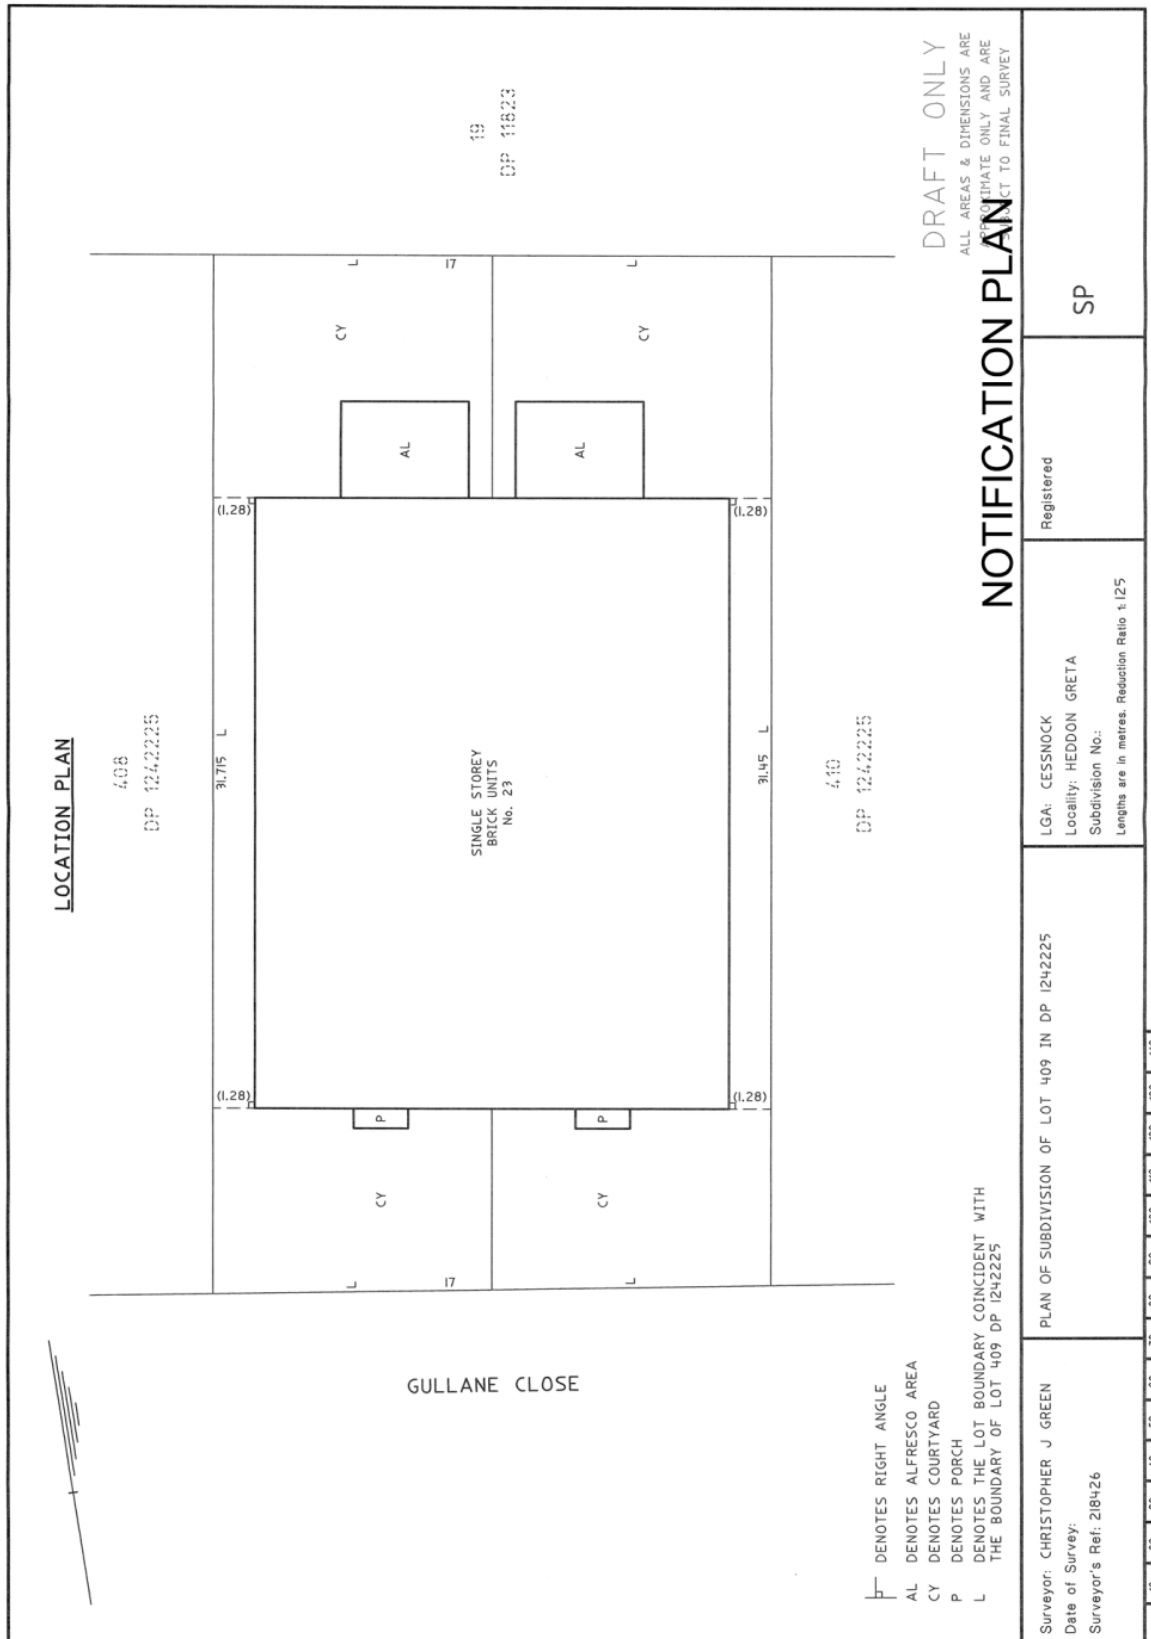 LOCATION PLAN
408
DP 1242225
19
DP 11823
31.715
L
(1.28)
(1.28)
L
17
L
CY
CY
AL
AL
SINGLE STOREY
BRICK UNITS
No. 23
P
P
CY
CY
L
17
L
(1.28)
(1.28)
31.45
L
410
DP 1242225
GULLANE CLOSE
DENOTES RIGHT ANGLE
AL DENOTES ALFRESCO AREA
CY DENOTES COURTYARD
P DENOTES PORCH
L DENOTES THE LOT BOUNDARY COINCIDENT WITH
THE BOUNDARY OF LOT 409 DP 1242225
DRAFT ONLY
ALL AREAS & DIMENSIONS ARE
APPROXIMATE ONLY AND ARE
SUBJECT TO FINAL SURVEY
NOTIFICATION PLAN
Surveyor: CHRISTOPHER J GREEN
Date of Survey:
Surveyor's Ref: 218426
PLAN OF SUBDIVISION OF LOT 409 IN DP 1242225
LGA: CESSNOCK
Locality: HEDDON GRETA
Subdivision No.:
Lengths are in metres. Reduction Ratio 1:125
Registered
SP